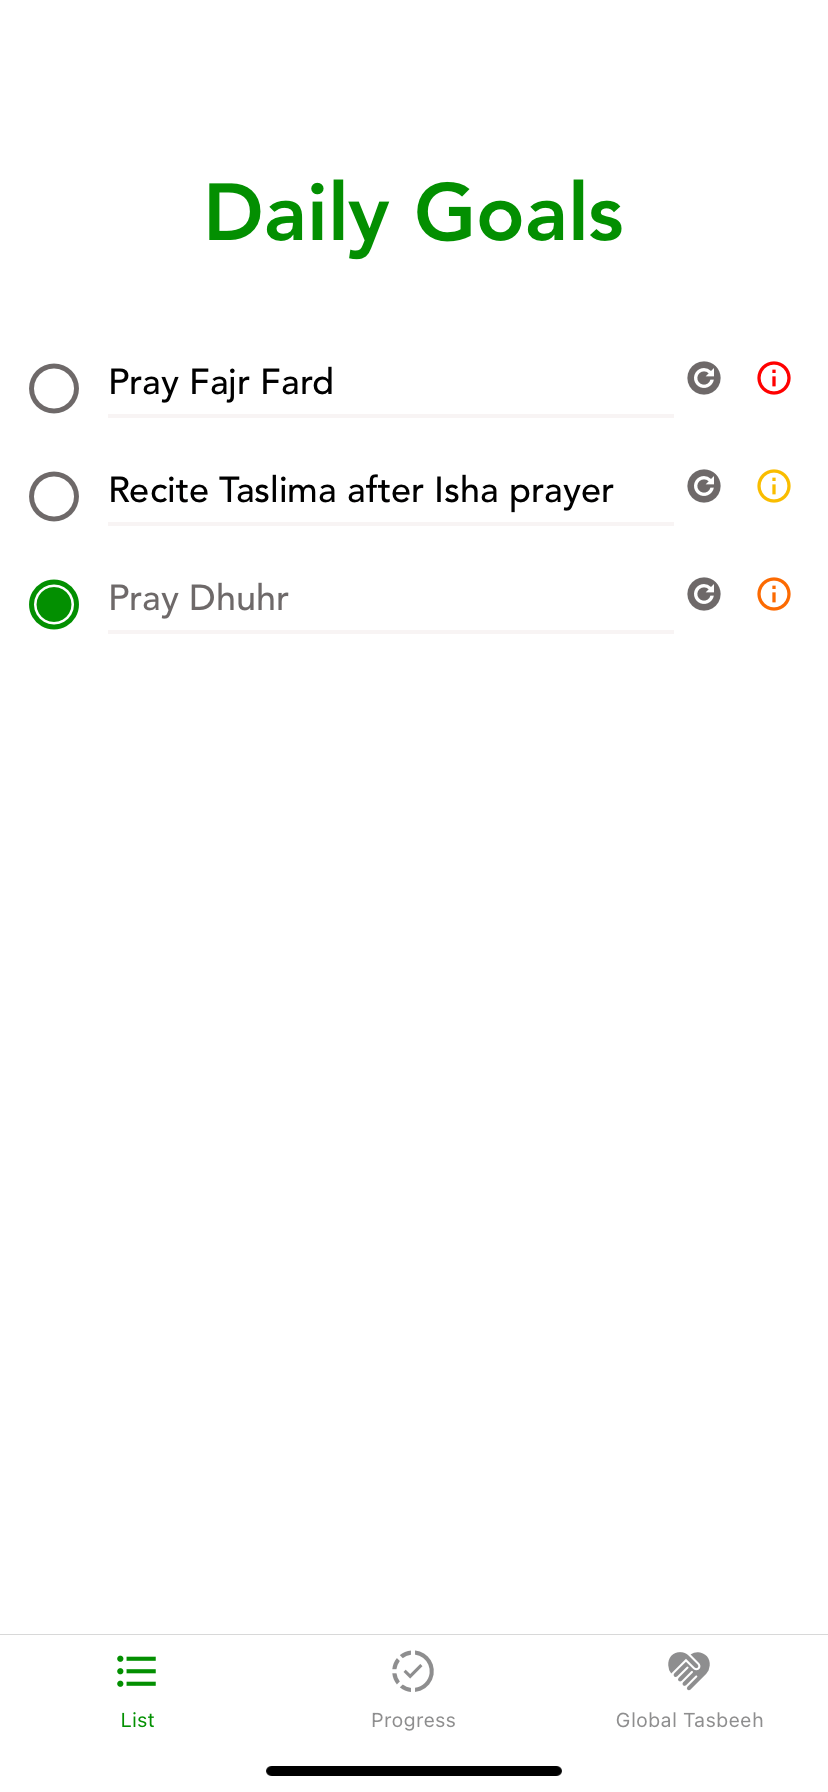 Daily Goals
Pray Fajr Fard
Recite Taslima after Isha prayer
Pray Dhuhr
List
Progress
Global Tasbeeh